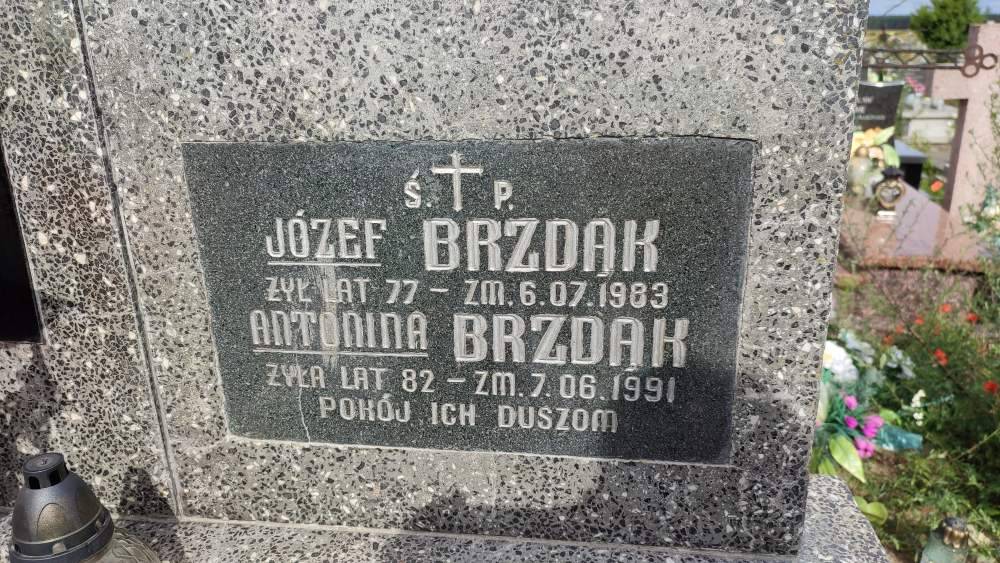 Ś. P.
JÓZEF BRZDĄK
ŻYŁ LAT 77 – ZM. 6.07.1983
ANTONINA BRZDĄK
ŻYŁA LAT 82 – ZM. 7.06.1991
POKÓJ ICH DUSZOM